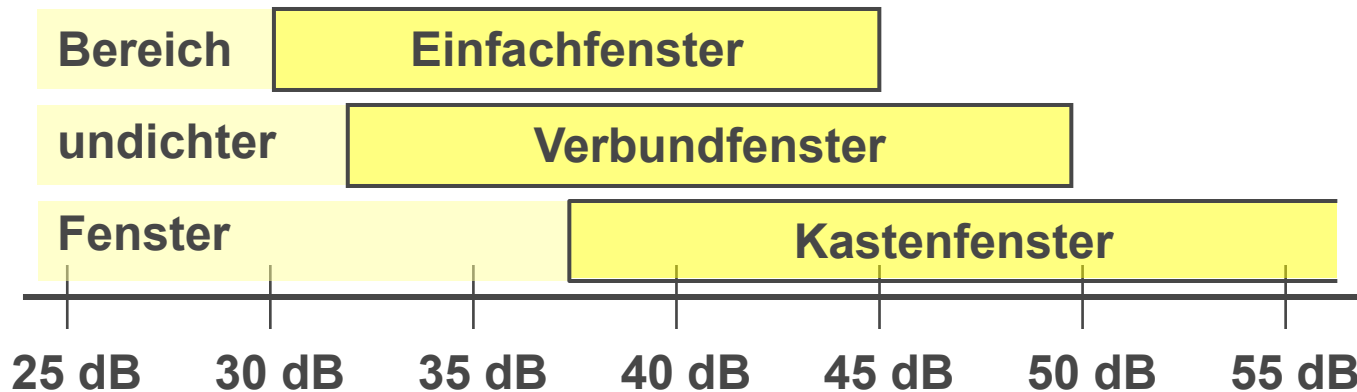 Bereich Einfachfenster
undichter Verbundfenster
Fenster Kastenfenster
25 dB 30 dB 35 dB 40 dB 45 dB 50 dB 55 dB